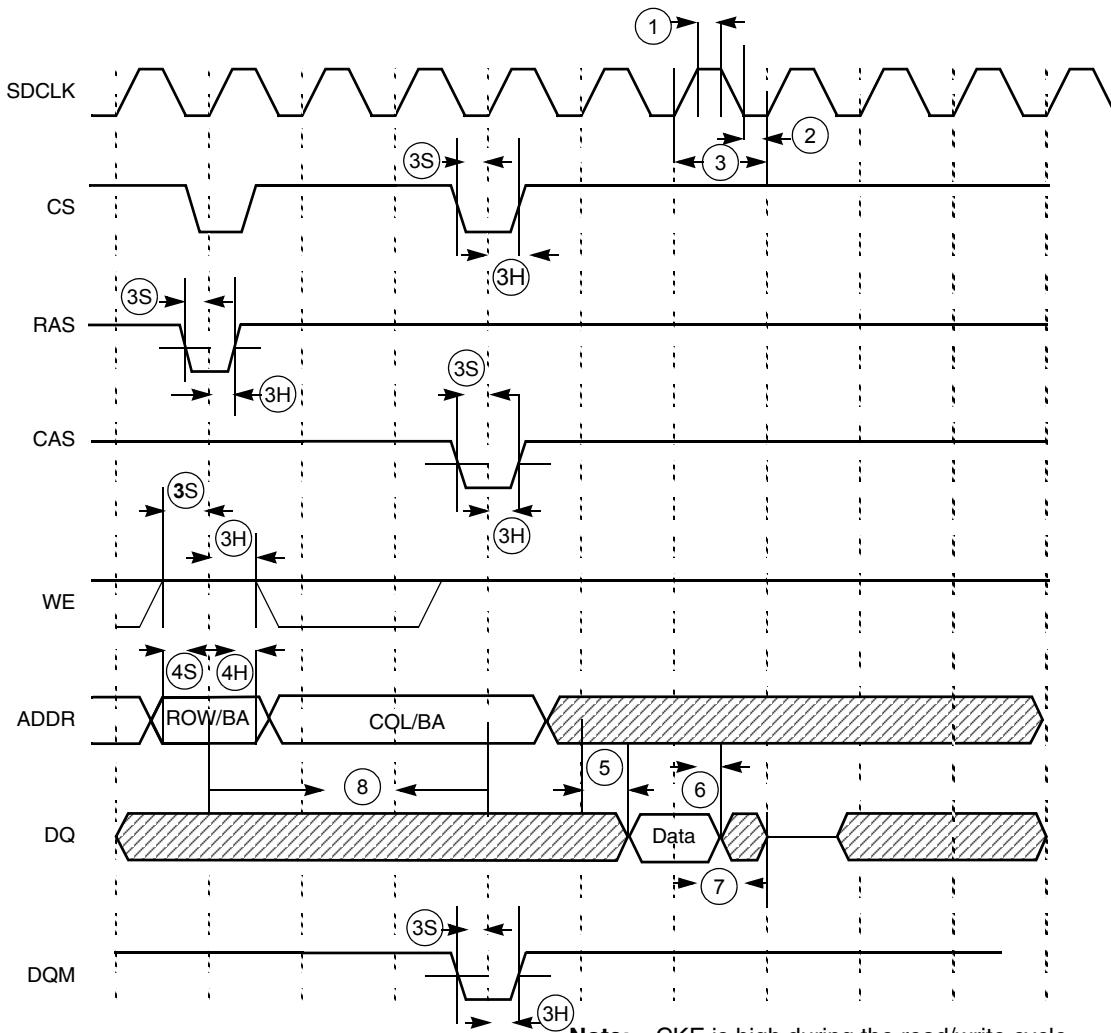 1
SDCLK
2
3S
3
CS
3H
3S
RAS
3S
3H
CAS
3S
3H
3H
WE
4S
4H
ADDR
ROW/BA
COL/BA
5
8
6
DQ
Data
7
3S
DQM
3H
Note: CKE is high during the read/write cycle